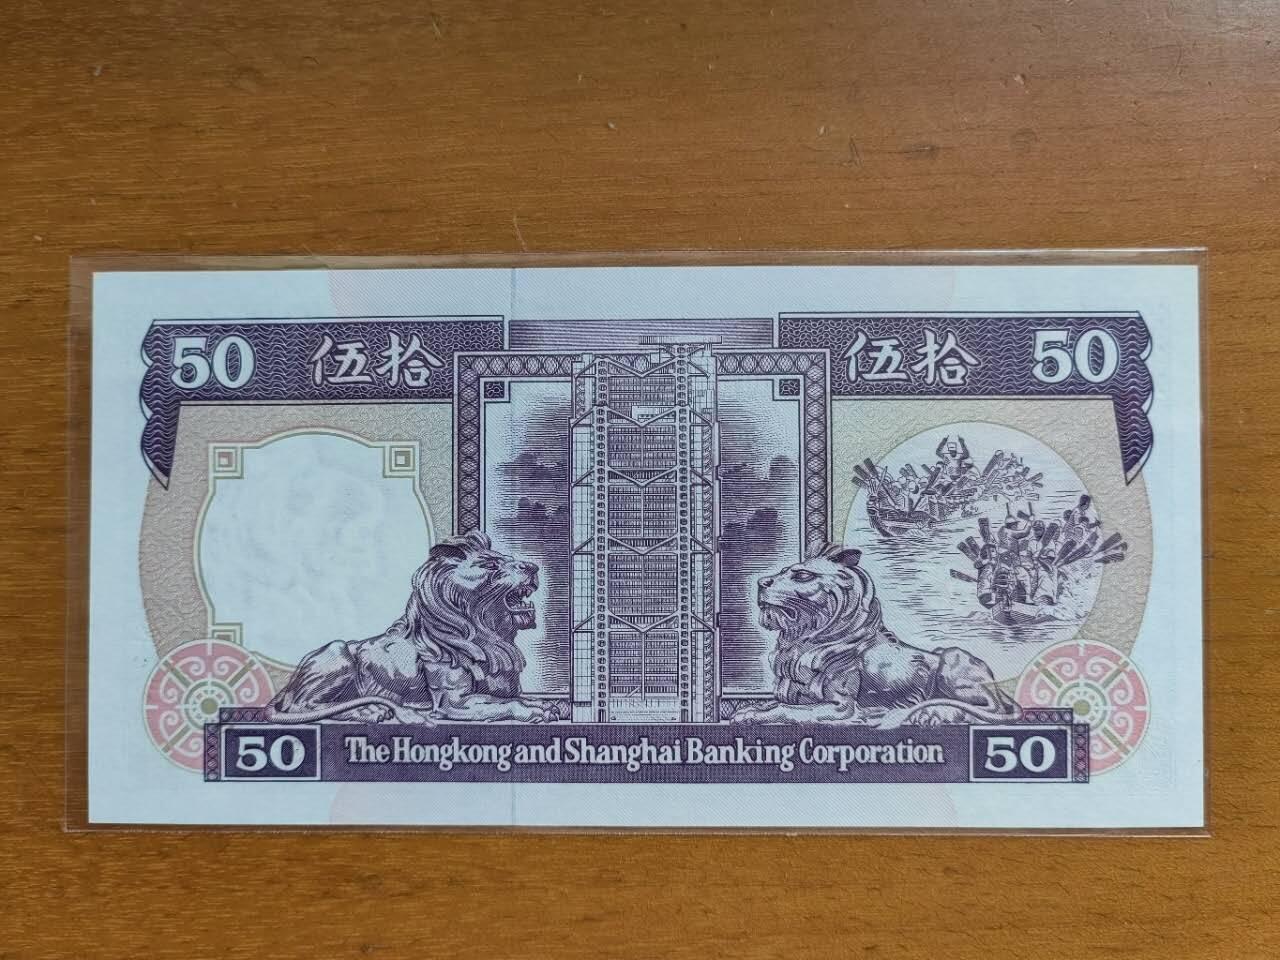 50 伍拾 伍拾 50
50 The Hongkong and Shanghai Banking Corporation 50